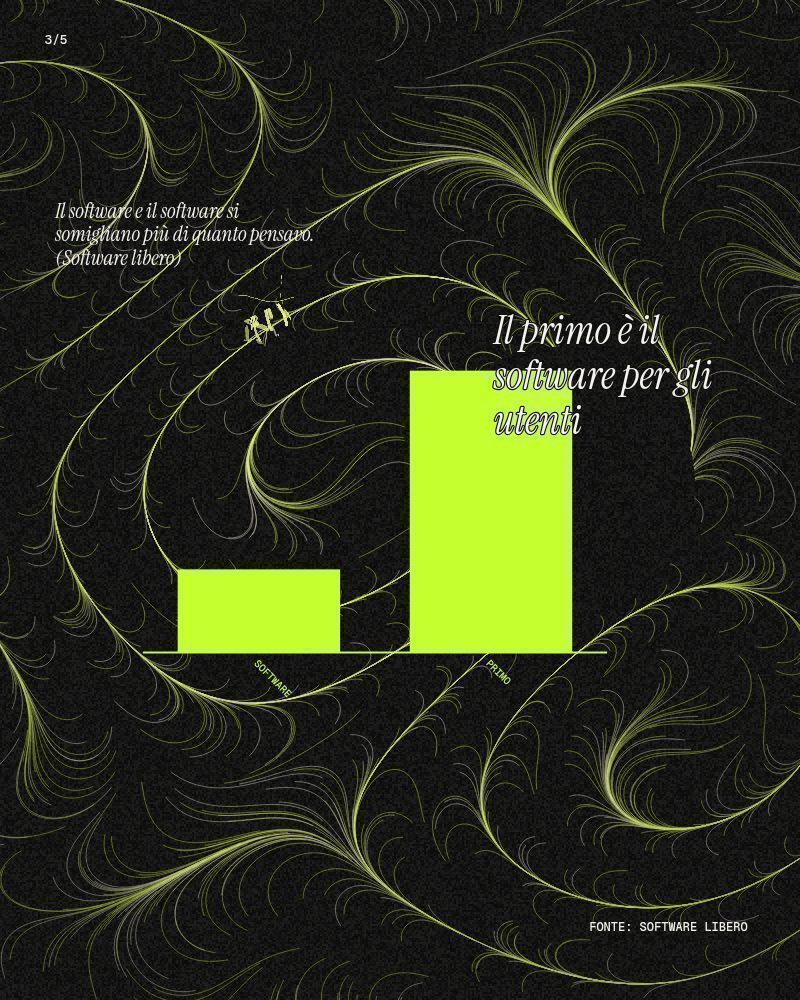 3/5
Il software e il software si
somigliano più di quanto pensavo.
(Software libero)
Il primo è il
software per gli
utenti
SOFTWARE
PRIMO
FONTE: SOFTWARE LIBERO